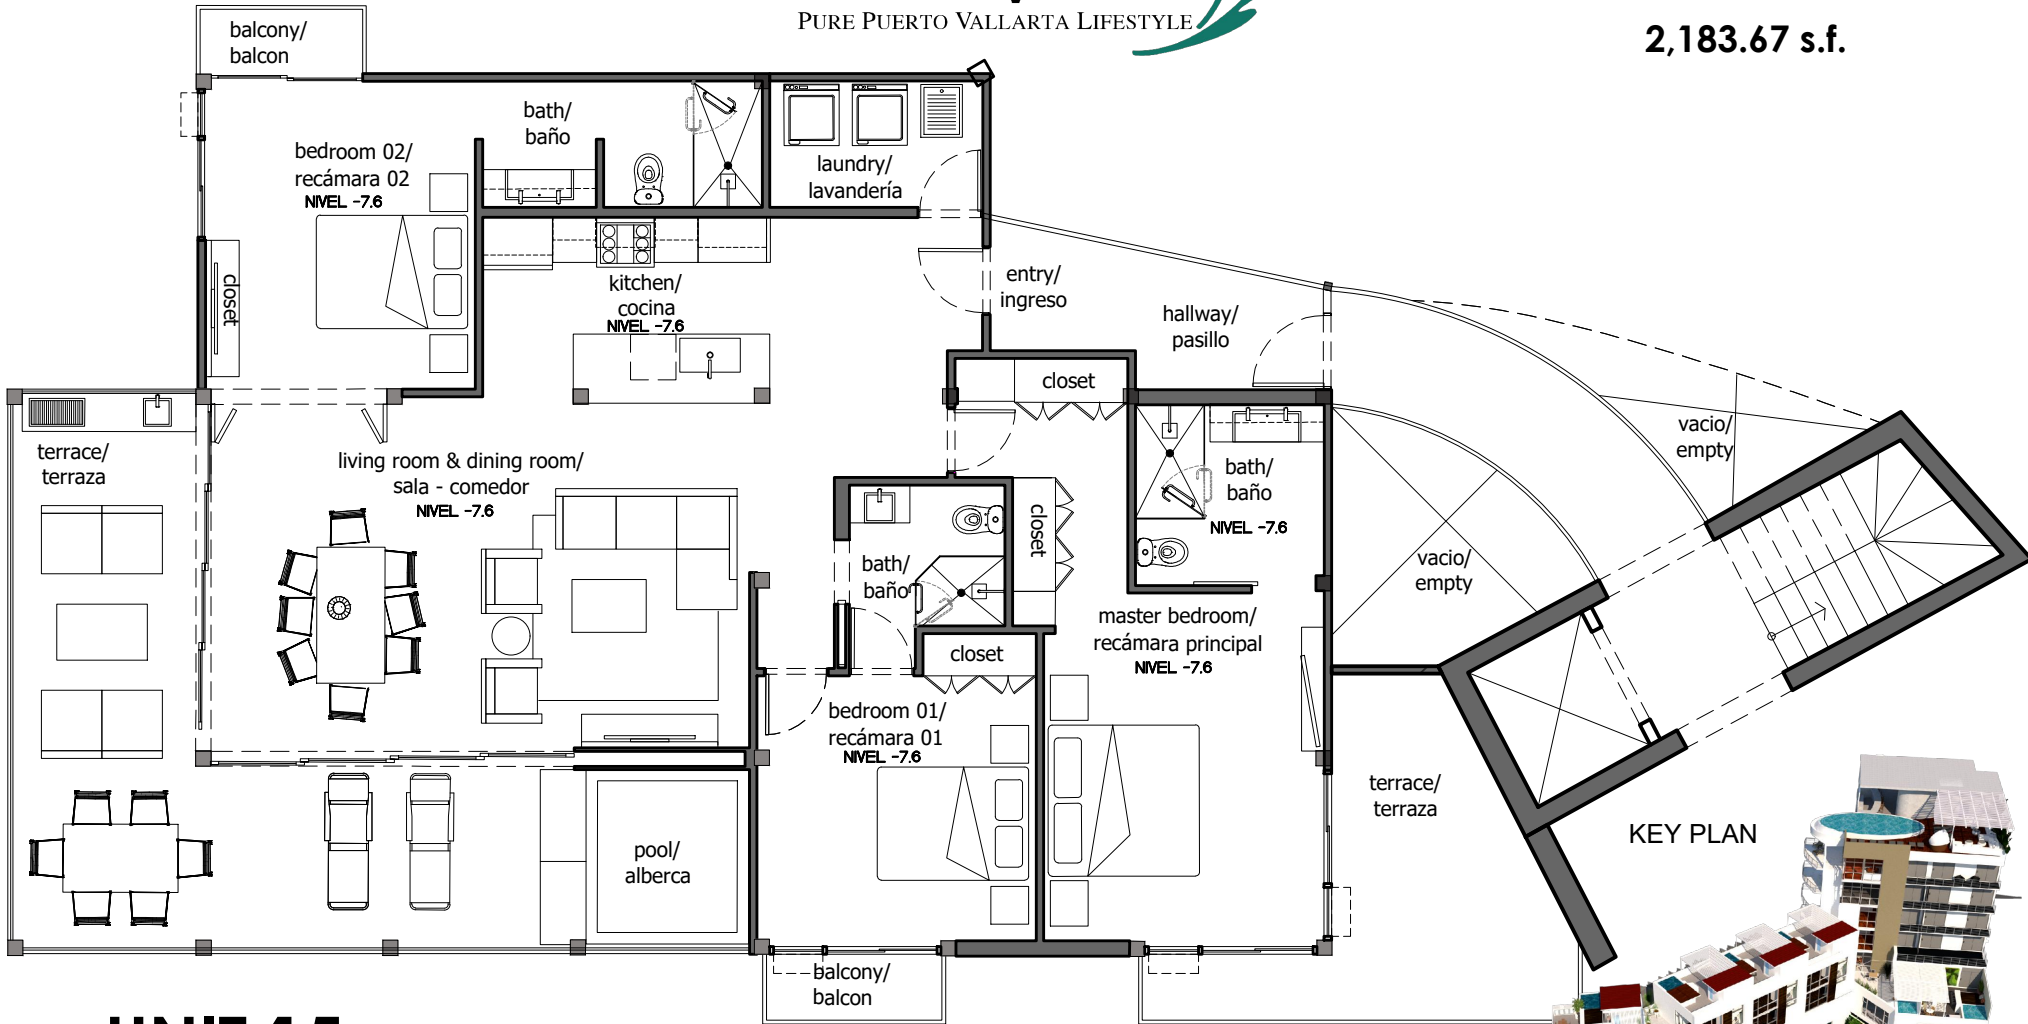 PURE PUERTO VALLARTA LIFESTYLE
2,183.67 s.f.
balcony/
balcon
bath/
baño
bedroom 02/
recámara 02
NIVEL -7.6
laundry/
lavandería
closet
kitchen/
cocina
NIVEL -7.6
entry/
ingreso
hallway/
pasillo
closet
vacio/
empty
terrace/
terraza
living room & dining room/
sala - comedor
NIVEL -7.6
bath/
baño
NIVEL -7.6
closet
bath/
baño
vacio/
empty
master bedroom/
recámara principal
NIVEL -7.6
closet
bedroom 01/
recámara 01
NIVEL -7.6
terrace/
terraza
pool/
alberca
KEY PLAN
balcony/
balcon